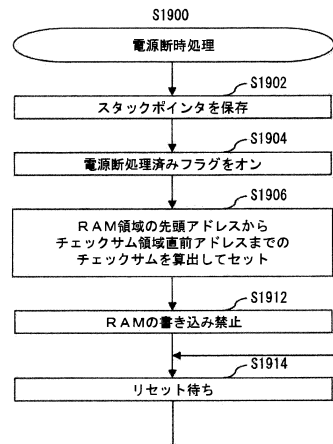 S1900
電源断時処理
S1902
スタックポインタを保存
S1904
電源断処理済みフラグをオン
S1906
RAM領域の先頭アドレスから
チェックサム領域直前アドレスまでの
チェックサムを算出してセット
S1912
RAMの書き込み禁止
S1914
リセット待ち